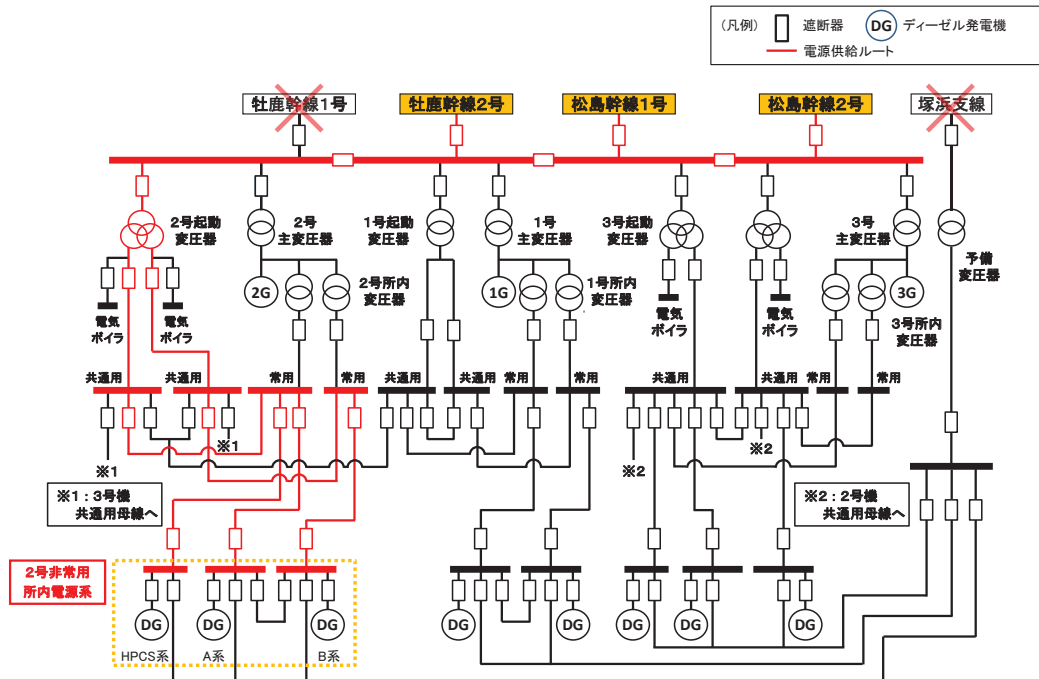 (凡例) 遮断器 DG ディーゼル発電機
電源供給ルート
牡鹿幹線1号
牡鹿幹線2号
松島幹線1号
松島幹線2号
塚浜支線
2号起動
変圧器
2号
主変圧器
1号起動
変圧器
1号
主変圧器
3号起動
変圧器
3号
主変圧器
予備
変圧器
2G
2号所内
変圧器
1G
1号所内
変圧器
3G
3号所内
変圧器
電気
ボイラ
電気
ボイラ
電気
ボイラ
電気
ボイラ
共通用
共通用
常用
常用
共通用
共通用
常用
常用
共通用
共通用
常用
常用
※1
※1
※2
※2
※1:3号機
共通用母線へ
※2:2号機
共通用母線へ
2号非常用
所内電源系
DG
DG
DG
DG
DG
DG
DG
DG
HPCS系
A系
B系